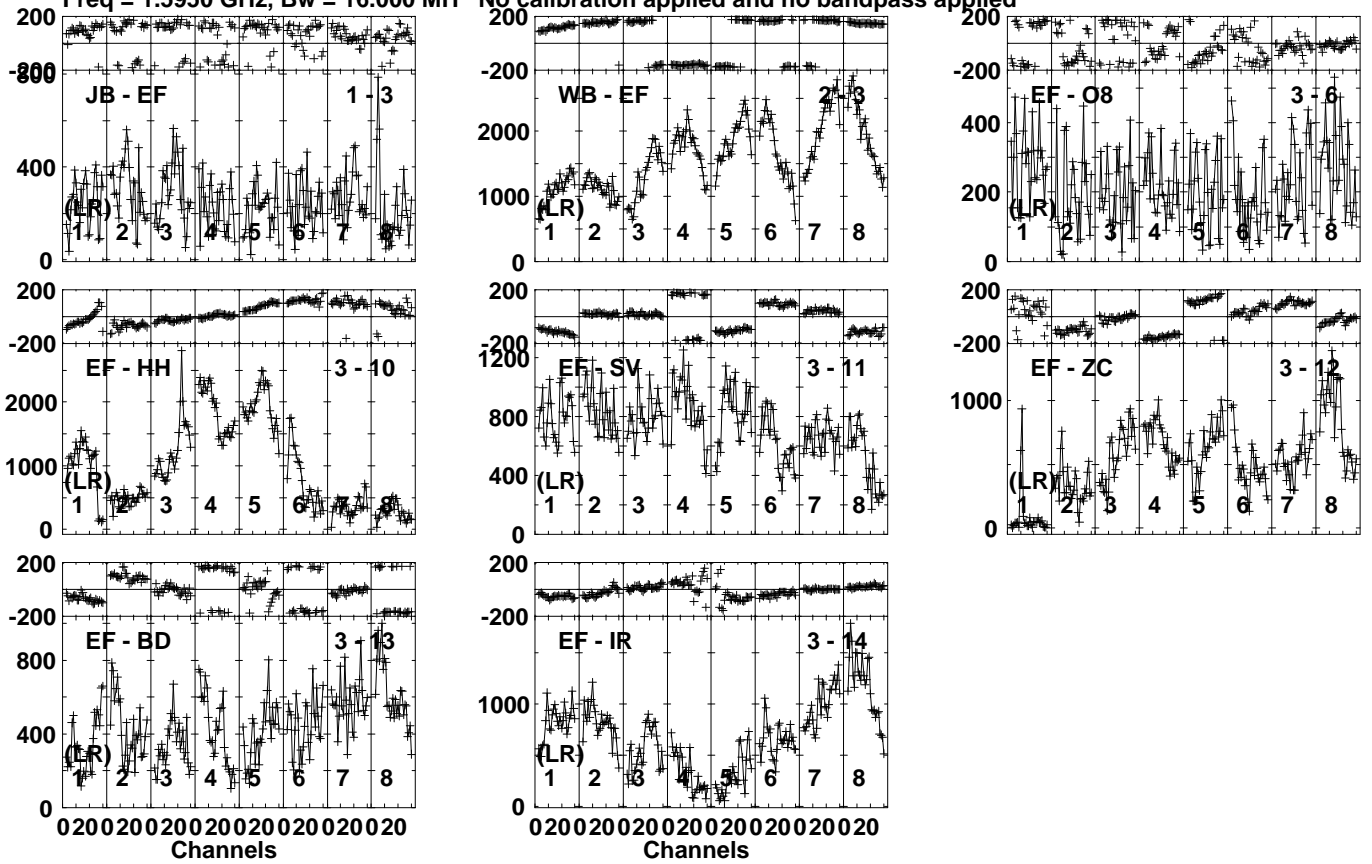 Freq = 1.5950 GHz, Bw = 16.000 MH No calibration applied and no bandpass applied
200
-200
800
400
0
JB - EF
1 - 3
(LR)
1 2 3 4 5 6 7 8
200
-200
2000
1000
0
WB - EF
2 - 3
(LR)
1 2 3 4 5 6 7 8
200
-200
400
200
0
EF - O8
3 - 6
(LR)
1 2 3 4 5 6 7 8
200
-200
2000
1000
0
EF - HH
3 - 10
(LR)
1 2 3 4 5 6 7 8
200
-200
1200
800
400
0
EF - SV
3 - 11
(LR)
1 2 3 4 5 6 7 8
200
-200
1000
0
EF - ZC
3 - 12
(LR)
1 2 3 4 5 6 7 8
200
-200
800
400
0
EF - BD
3 - 13
(LR)
1 2 3 4 5 6 7 8
0 20 0 20 0 20 0 20 0 20 0 20 0 20 0 20
Channels
200
-200
1000
0
EF - IR
3 - 14
(LR)
1 2 3 4 5 6 7 8
0 20 0 20 0 20 0 20 0 20 0 20 0 20 0 20
Channels